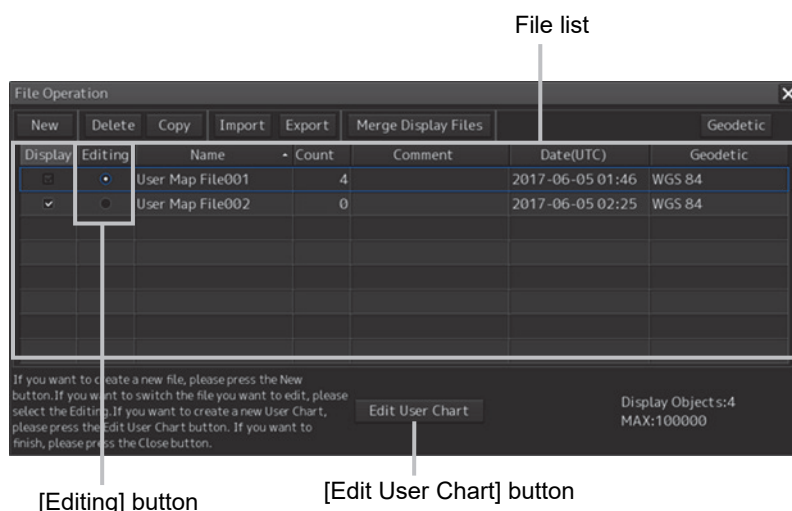 File list
File Operation
New Delete Copy Import Export Merge Display Files Geodetic
Display Editing Name Count Comment Date(UTC) Geodetic
User Map File001 4 2017-06-05 01:46 WGS 84
User Map File002 0 2017-06-05 02:25 WGS 84
If you want to create a new file, please press the New
button.If you want to switch the file you want to edit, please
select the Editing.If you want to create a new User Chart,
please press the Edit User Chart button. If you want to
finish, please press the Close button.
Edit User Chart
Display Objects:4
MAX:100000
[Editing] button
[Edit User Chart] button